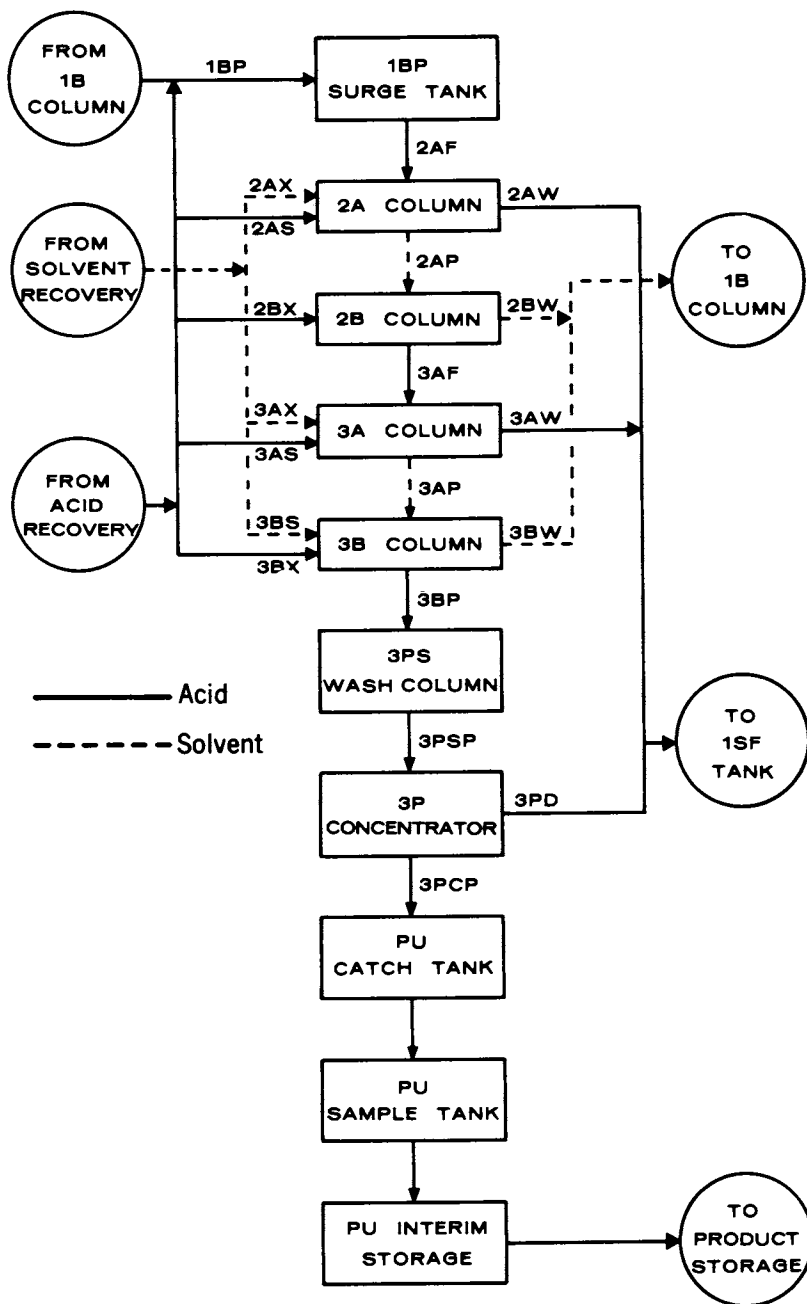 FROM
1B
COLUMN
1BP
1BP
SURGE TANK
2AF
2AX
2AS
2A COLUMN
2AW
FROM
SOLVENT
RECOVERY
2AP
TO
1B
COLUMN
2BX
2B COLUMN
2BW
3AF
3AX
3AS
3A COLUMN
3AW
FROM
ACID
RECOVERY
3AP
3BS
3BX
3B COLUMN
3BW
3BP
3PS
WASH COLUMN
Acid
Solvent
3PSP
TO
1SF
TANK
3P
CONCENTRATOR
3PD
3PCP
PU
CATCH TANK
PU
SAMPLE TANK
PU INTERIM
STORAGE
TO
PRODUCT
STORAGE